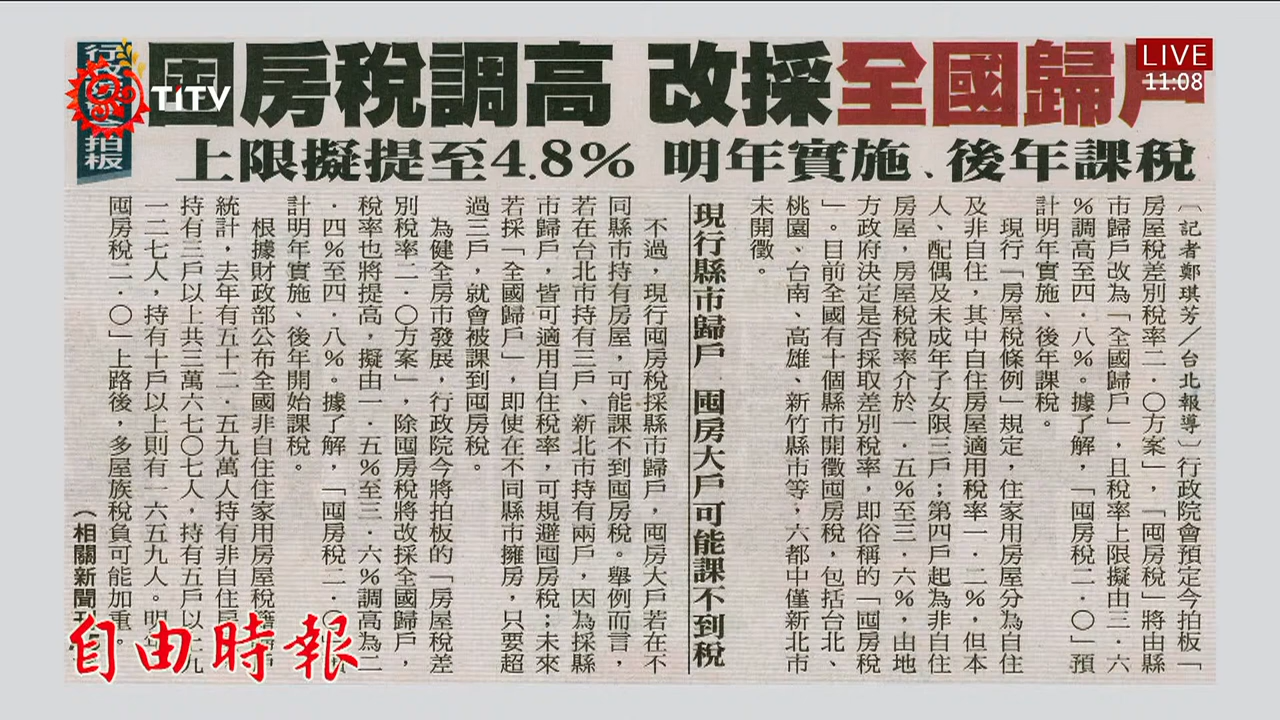 LIVE
11:08
TiTV
囤房稅調高 改採全國歸戶
上限擬提至4.8% 明年實施、後年課稅
拍板
〔記者鄭琪芳／台北報導〕行政院會預定今拍板「
房屋稅差別稅率二．〇方案」，「囤房稅」將由縣
市歸戶改為「全國歸戶」，且稅率上限擬由三．六
％調高至四．八％。據了解，「囤房稅二．〇」預
計明年實施、後年課稅。
現行「房屋稅條例」規定，住家用房屋分為自住
及非自住，其中自住房屋適用稅率一．二％，但本
人、配偶及未成年子女限三戶；第四戶起為非自住
房屋，房屋稅稅率介於一．五％至三．六％，由地
方政府決定是否採取差別稅率，即俗稱的「囤房稅
」。目前全國有十個縣市開徵囤房稅，包括台北、
桃園、台南、高雄、新竹縣市等，六都中僅新北市
未開徵。
現行縣市歸戶 囤房大戶可能課不到稅
不過，現行囤房稅採縣市歸戶，囤房大戶若在不
同縣市持有房屋，可能課不到囤房稅。舉例而言，
若在台北市持有三戶、新北市持有兩戶，因為採縣
市歸戶，皆可適用自住稅率，可規避囤房稅；未來
若採「全國歸戶」，即使在不同縣市擁房，只要超
過三戶，就會被課到囤房稅。
為健全房市發展，行政院今將拍板的「房屋稅差
別稅率二．〇方案」，除囤房稅將改採全國歸戶，
稅率也將提高，擬由一．五％至三．六％調高為二
．四％至四．八％。據了解，「囤房稅二．〇
計明年實施、後年開始課稅。
根據財政部公布全國非自住住家用房屋稅
統計，去年有五十一．五九萬人持有非自住房
持有三戶以上共三萬六七〇七人，持有五戶以上九
一二七人，持有十戶以上則有一六五九人。明
囤房稅二．〇」上路後，多屋族稅負可能加重。
（相關新聞刊
自由時報